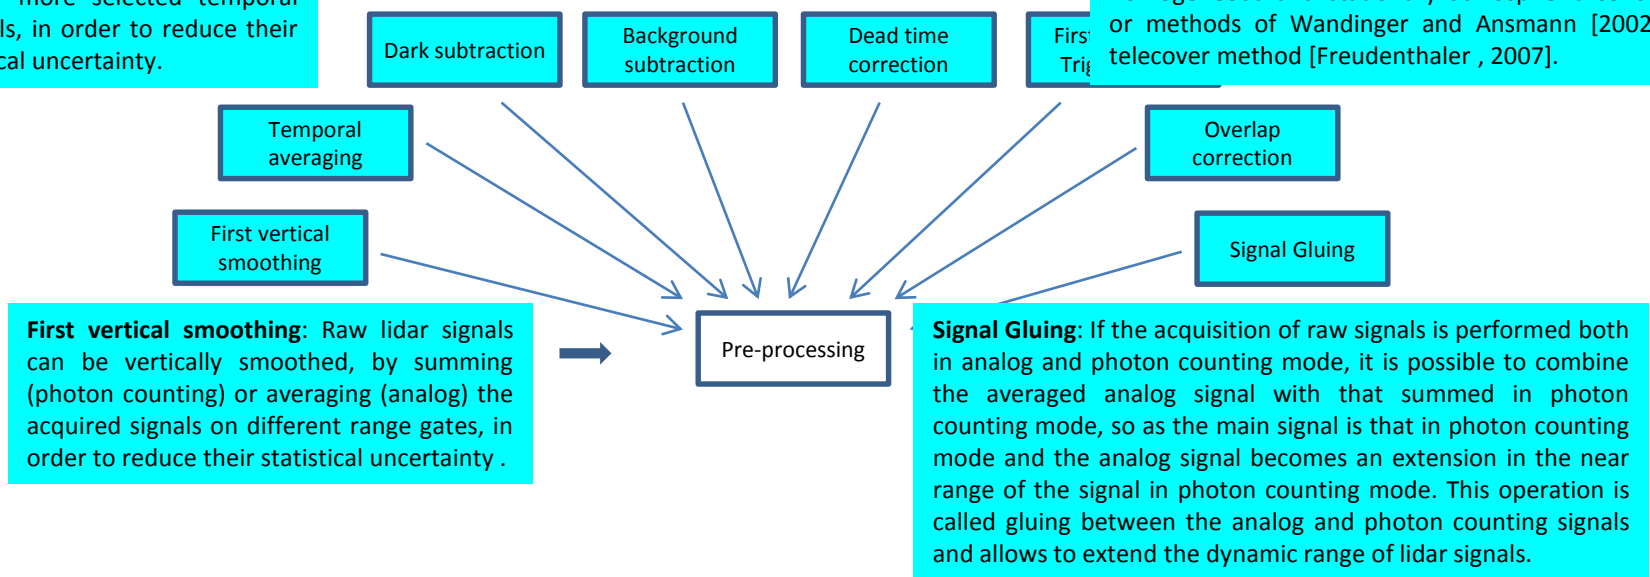 more selected temporal
in order to reduce their
uncertainty.
or methods of Wandinger and Ansmann [2002
telecover method [Freudenthaler , 2007].
Dark subtraction
Background
subtraction
Dead time
correction
First
Temporal
averaging
Overlap
correction
First vertical
smoothing
Signal Gluing
Pre-processing
First vertical smoothing: Raw lidar signals
can be vertically smoothed, by summing
(photon counting) or averaging (analog) the
acquired signals on different range gates, in
order to reduce their statistical uncertainty .
Signal Gluing: If the acquisition of raw signals is performed both
in analog and photon counting mode, it is possible to combine
the averaged analog signal with that summed in photon
counting mode, so as the main signal is that in photon counting
mode and the analog signal becomes an extension in the near
range of the signal in photon counting mode. This operation is
called gluing between the analog and photon counting signals
and allows to extend the dynamic range of lidar signals.